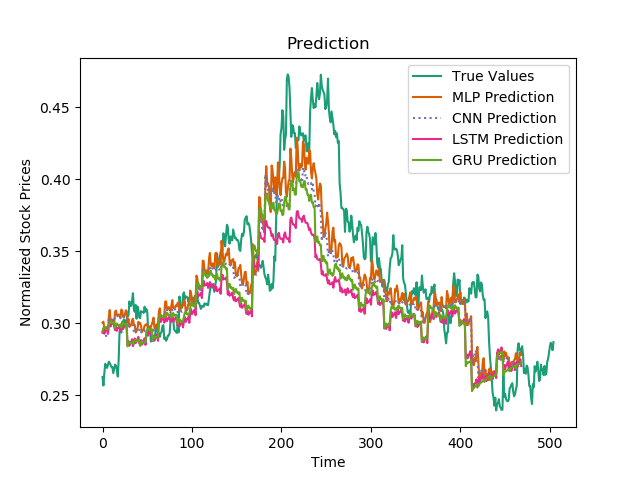 Prediction
True Values
MLP Prediction
CNN Prediction
LSTM Prediction
GRU Prediction
Normalized Stock Prices
0.45
0.40
0.35
0.30
0.25
0 100 200 300 400 500
Time